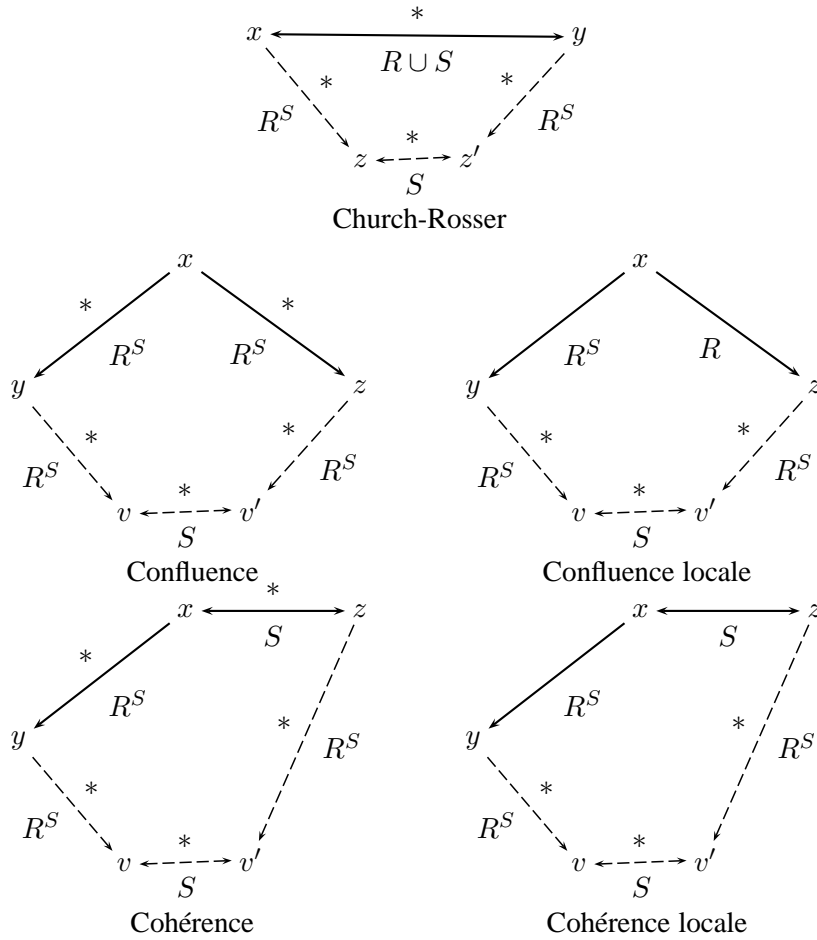 *
x y
R ∪ S
* *
R^S R^S
*
z z′
S
Church-Rosser
x x
* *
R^S R^S R^S R
y z y z
* * * *
R^S R^S R^S R^S
* *
v v′ v v′
S S
Confluence Confluence locale
*
x z x z
S S
*
R^S R^S
y * R^S y * R^S
* *
R^S R^S
* *
v v′ v v′
S S
Cohérence Cohérence locale